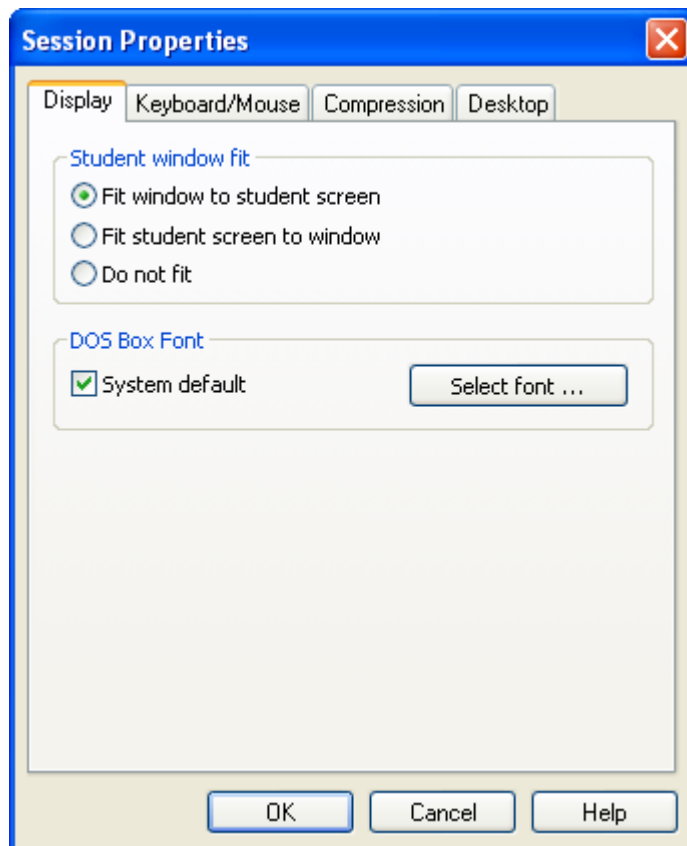 Session Properties
Display Keyboard/Mouse Compression Desktop
Student window fit
Fit window to student screen
Fit student screen to window
Do not fit
DOS Box Font
System default Select font ...
OK Cancel Help